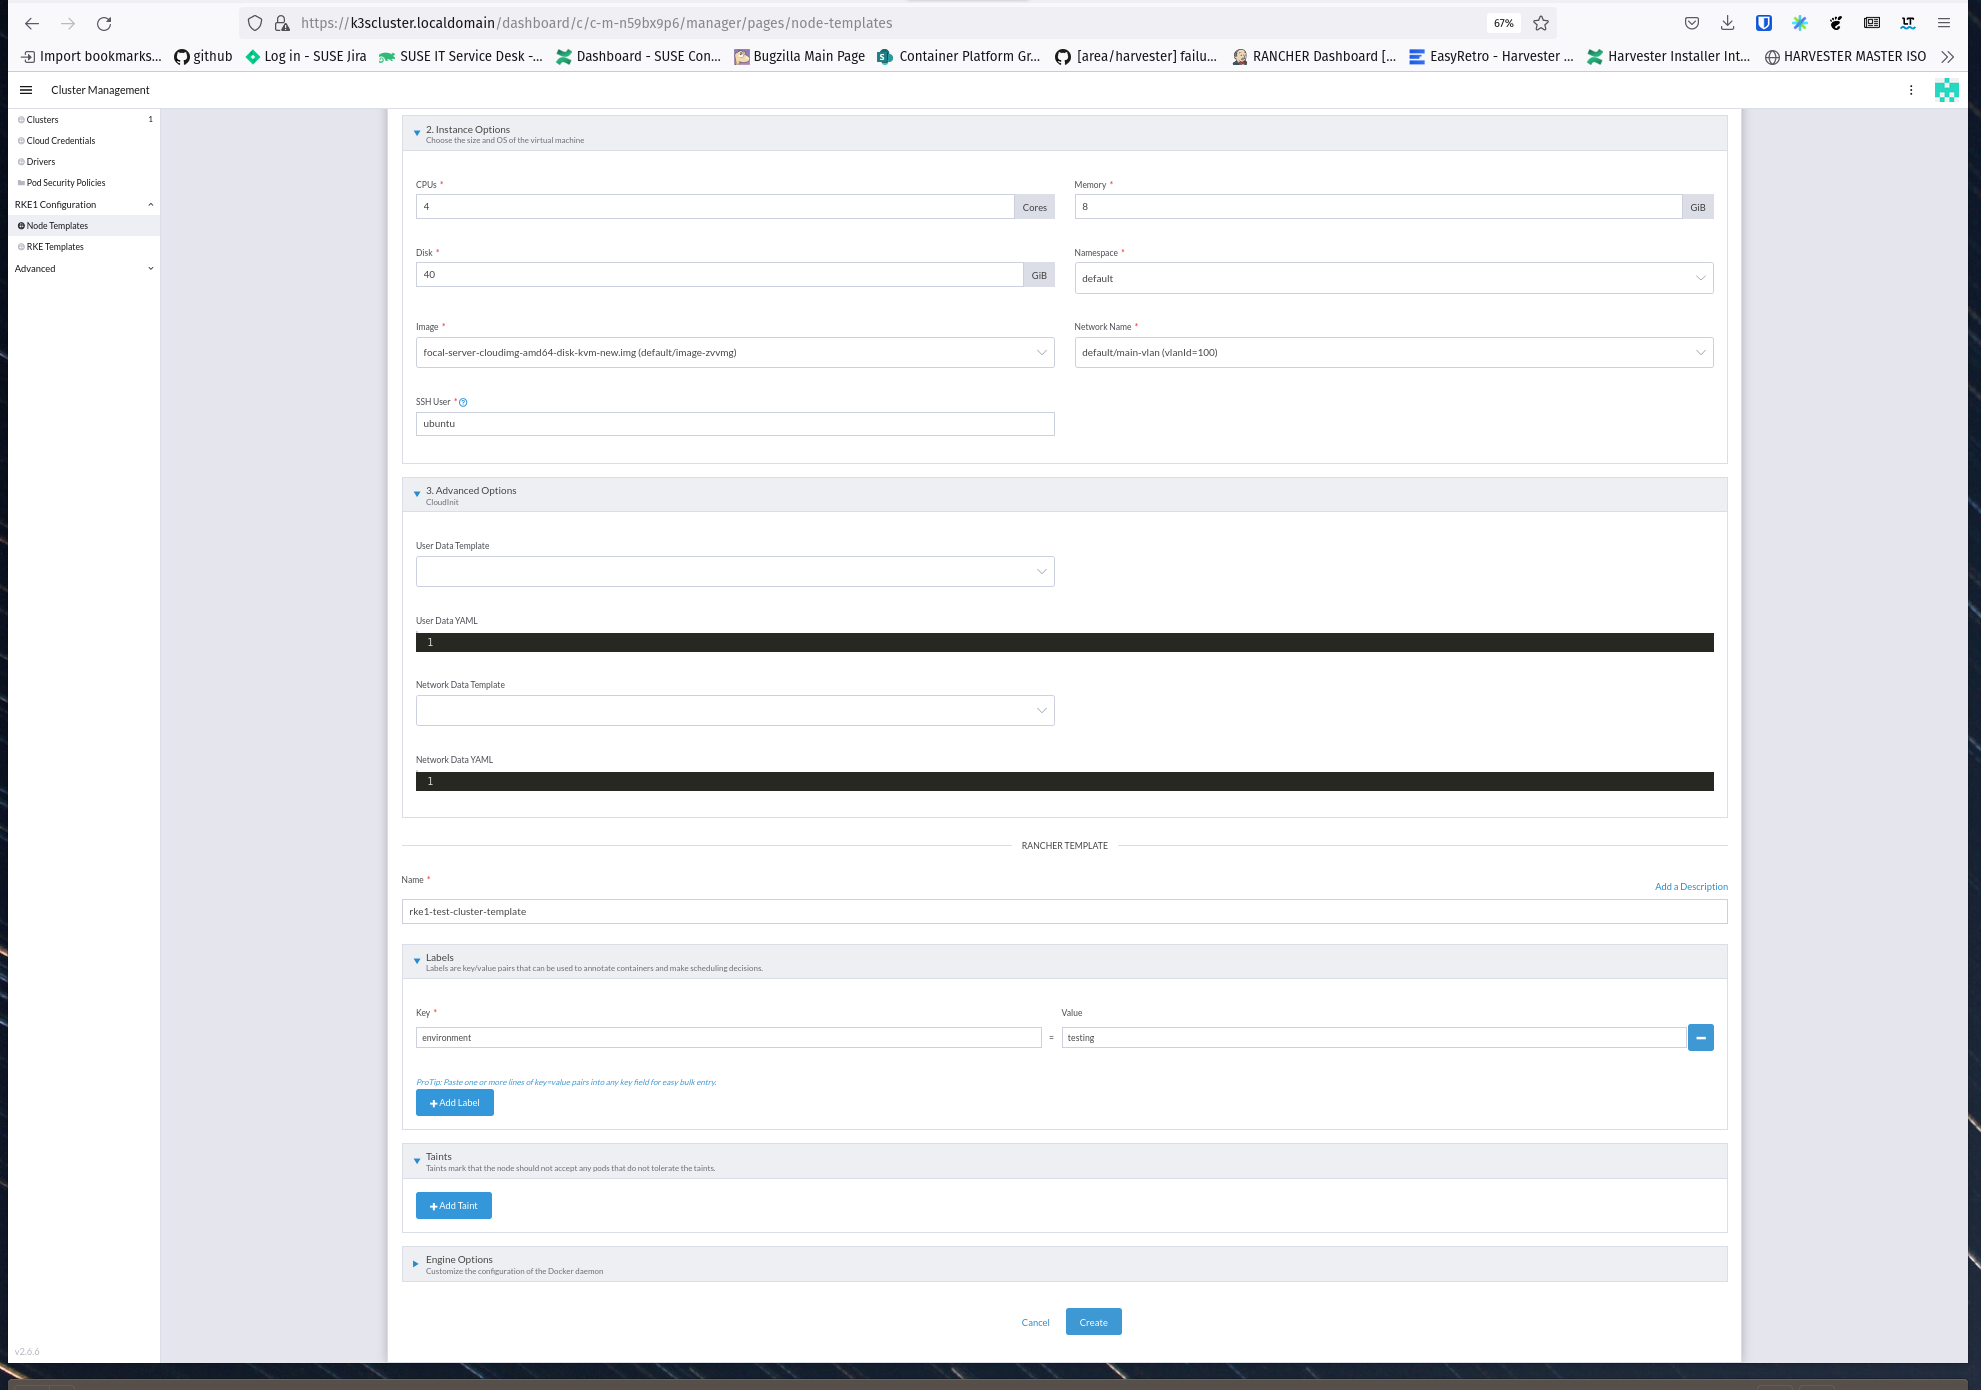 https://k3scluster.localdomain/dashboard/c/c-m-n59bx9p6/manager/pages/node-templates
67%
Import bookmarks...
github
Log in - SUSE Jira
SUSE IT Service Desk -...
Dashboard - SUSE Con...
Bugzilla Main Page
Container Platform Gr...
[area/harvester] failu...
RANCHER Dashboard [...
EasyRetro - Harvester ...
Harvester Installer Int...
HARVESTER MASTER ISO
Cluster Management
Clusters 1
Cloud Credentials
Drivers
Pod Security Policies
RKE1 Configuration
Node Templates
RKE Templates
Advanced
v2.6.6
2. Instance Options
Choose the size and OS of the virtual machine
CPUs *
4 Cores
Memory *
8 GiB
Disk *
40 GiB
Namespace *
default
Image *
focal-server-cloudimg-amd64-disk-kvm-new.img (default/image-zvvmg)
Network Name *
default/main-vlan (vlanId=100)
SSH User *
ubuntu
3. Advanced Options
CloudInit
User Data Template
User Data YAML
1
Network Data Template
Network Data YAML
1
RANCHER TEMPLATE
Name *
Add a Description
rke1-test-cluster-template
Labels
Labels are key/value pairs that can be used to annotate containers and make scheduling decisions.
Key *
Value
environment = testing
ProTip: Paste one or more lines of key=value pairs into any key field for easy bulk entry.
+ Add Label
Taints
Taints mark that the node should not accept any pods that do not tolerate the taints.
+ Add Taint
Engine Options
Customize the configuration of the Docker daemon
Cancel
Create